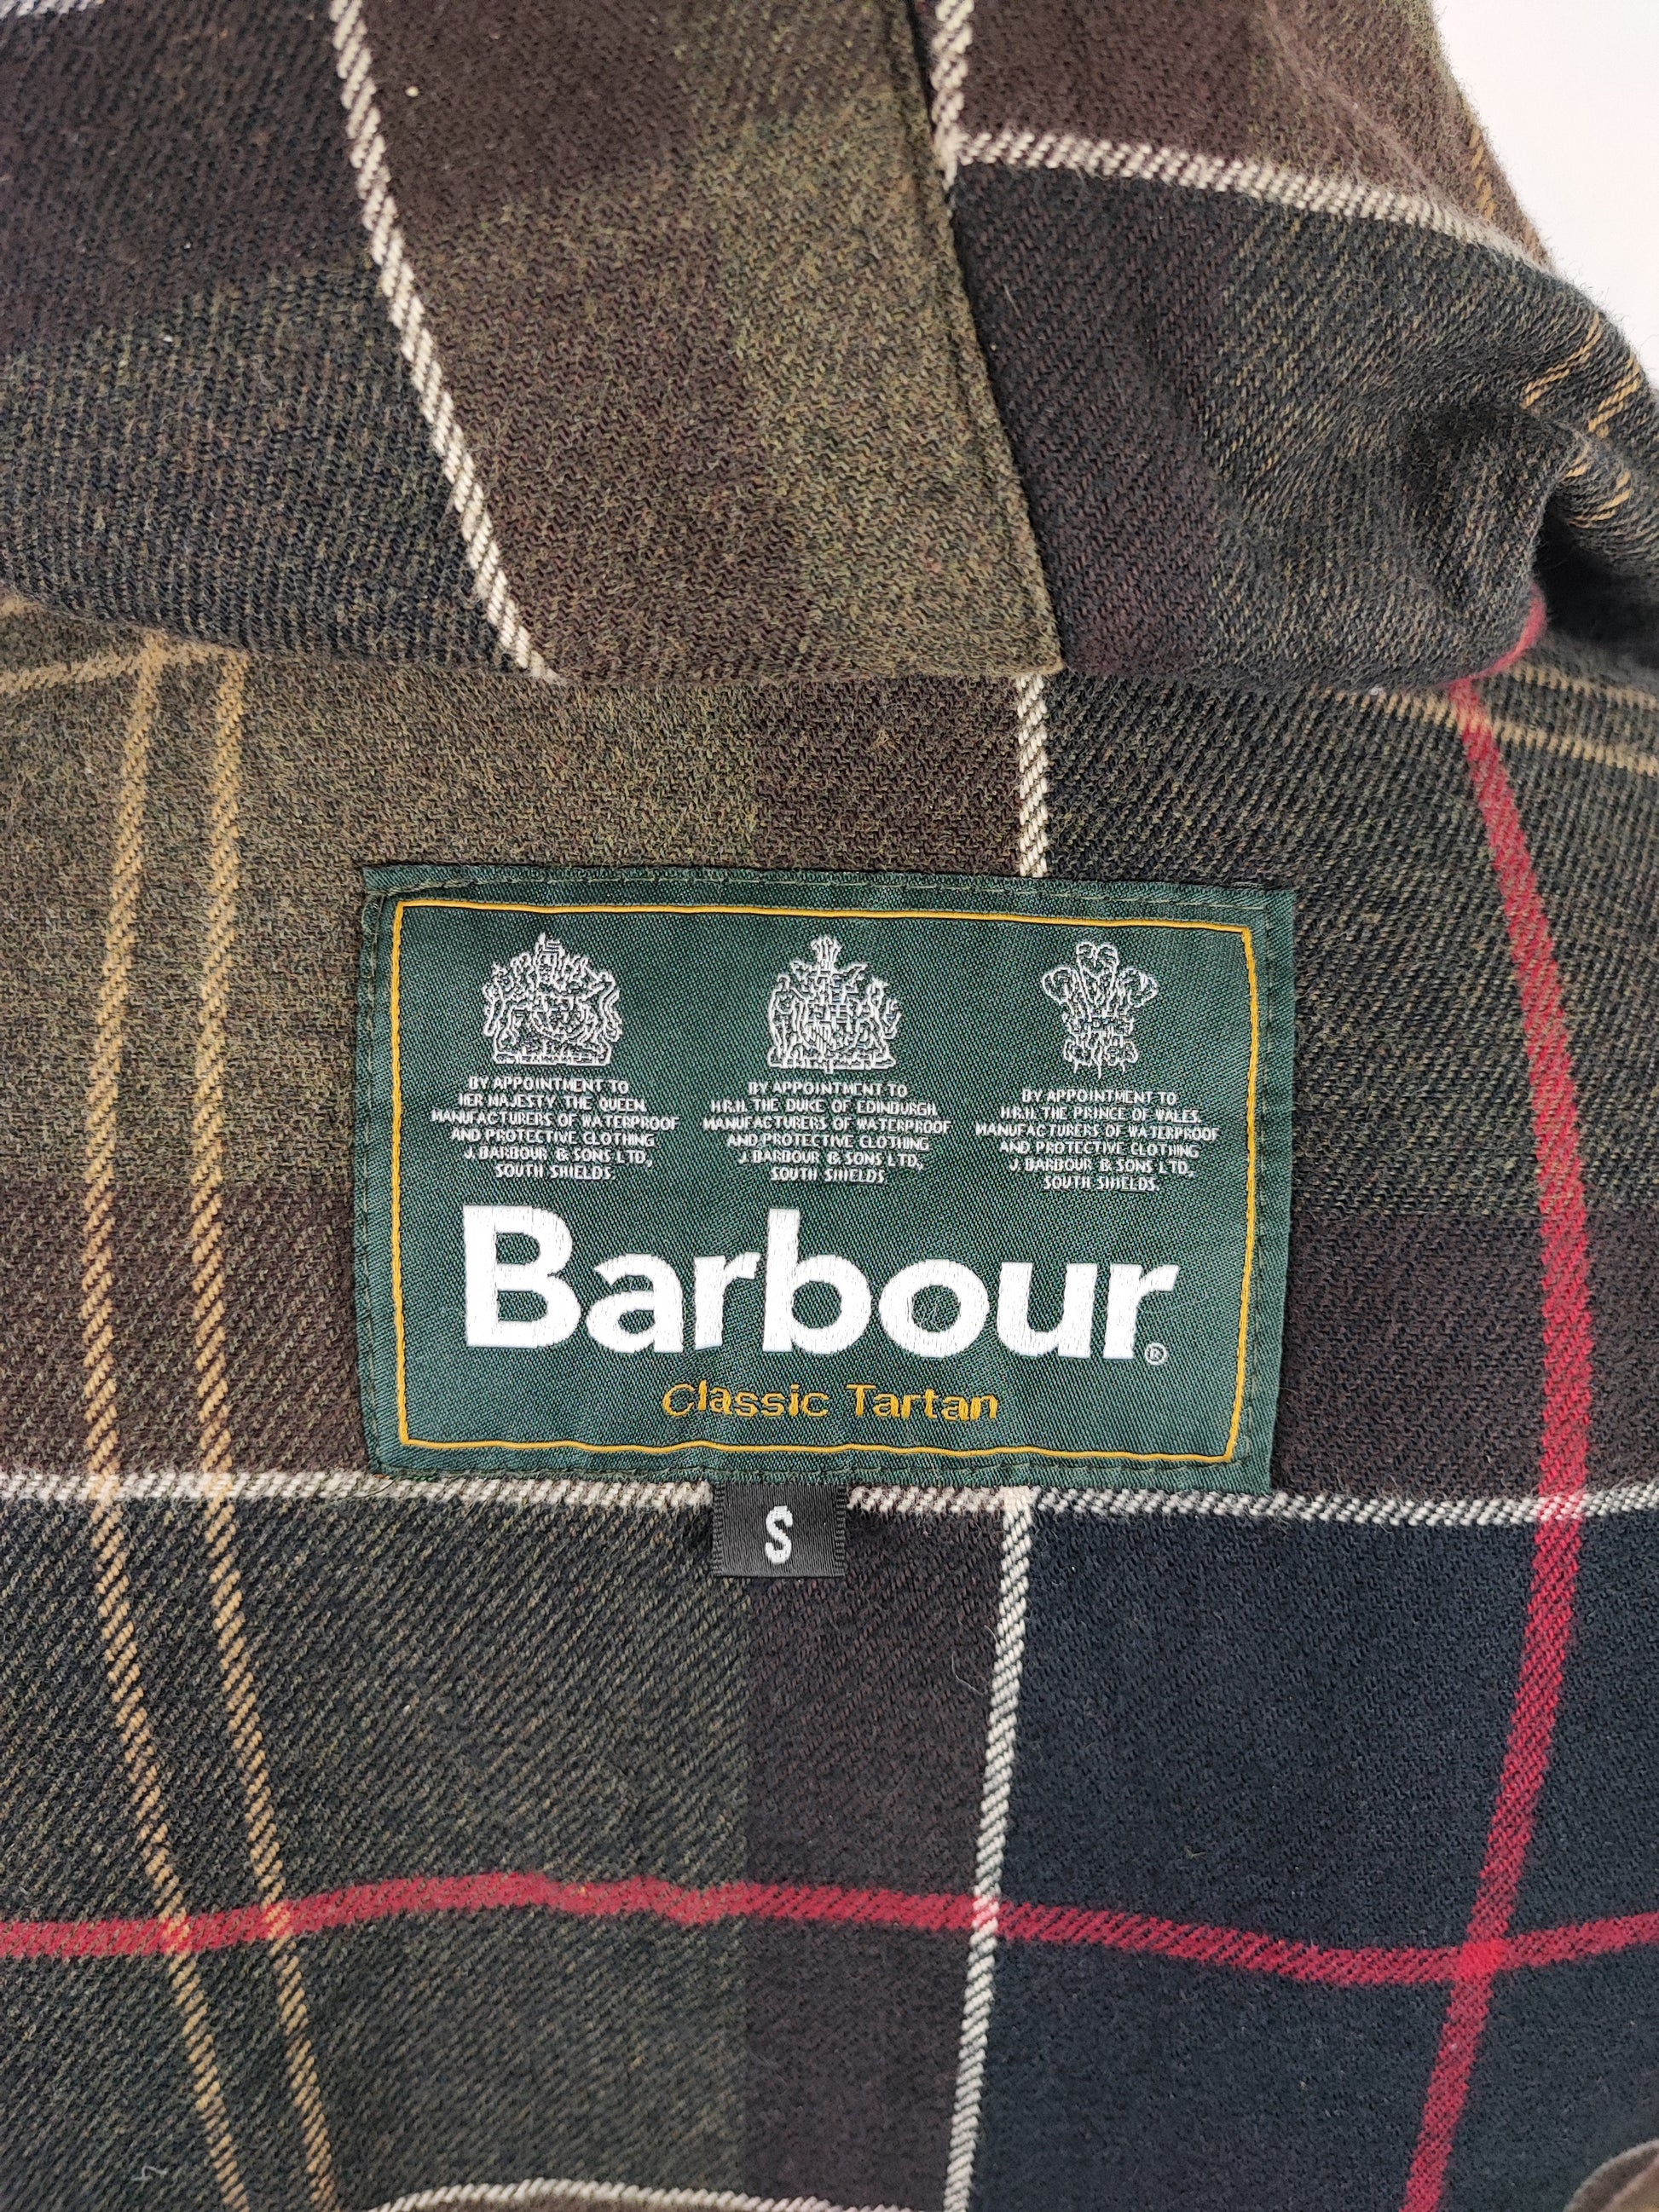 BY APPOINTMENT TO
HER MAJESTY THE QUEEN
MANUFACTURERS OF WATERPROOF
AND PROTECTIVE CLOTHING
J. BARBOUR & SONS LTD,
SOUTH SHIELDS.
BY APPOINTMENT TO
H.R.H. THE DUKE OF EDINBURGH,
MANUFACTURERS OF WATERPROOF
AND PROTECTIVE CLOTHING
J. BARBOUR & SONS LTD,
SOUTH SHIELDS.
BY APPOINTMENT TO
H.R.H. THE PRINCE OF WALES,
MANUFACTURERS OF WATERPROOF
AND PROTECTIVE CLOTHING
J. BARBOUR & SONS LTD,
SOUTH SHIELDS.
Barbour®
Classic Tartan
S